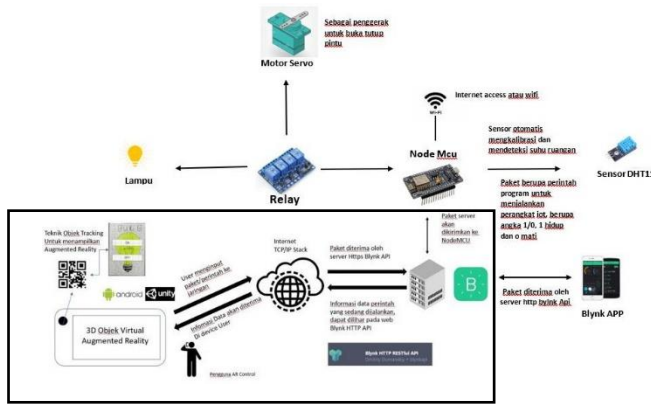 Sebagai penggerak
untuk buka tutup
pintu
Motor Servo
Internet access atau wifi
Sensor otomatis
mengkalibrasi dan
mendeteksi suhu ruangan
Node Mcu
Lampu
Relay
Sensor DHT11
Paket berupa perintah
program untuk
menjalankan
perangkat iot, berupa
angka 1/0, 1 hidup
dan o mati
Paket server
akan
dikirimkan ke
NodeMCU
Teknik Objek Tracking
Untuk menampilkan
Augmented Reality
Internet
TCP/IP Stack
Paket diterima oleh
server Https Blynk API
User menginput
paket/perintah ke
jaringan
android
unity
B
Paket diterima oleh
server http bylnk Api
Blynk APP
Informasi Data akan diterima
Di device User
Informasi data perintah
yang sedang dijalankan,
dapat dilihar pada web
Blynk HTTP API
3D Objek Virtual
Augmented Reality
Pengguna AR Control
Blynk HTTP RESTful API